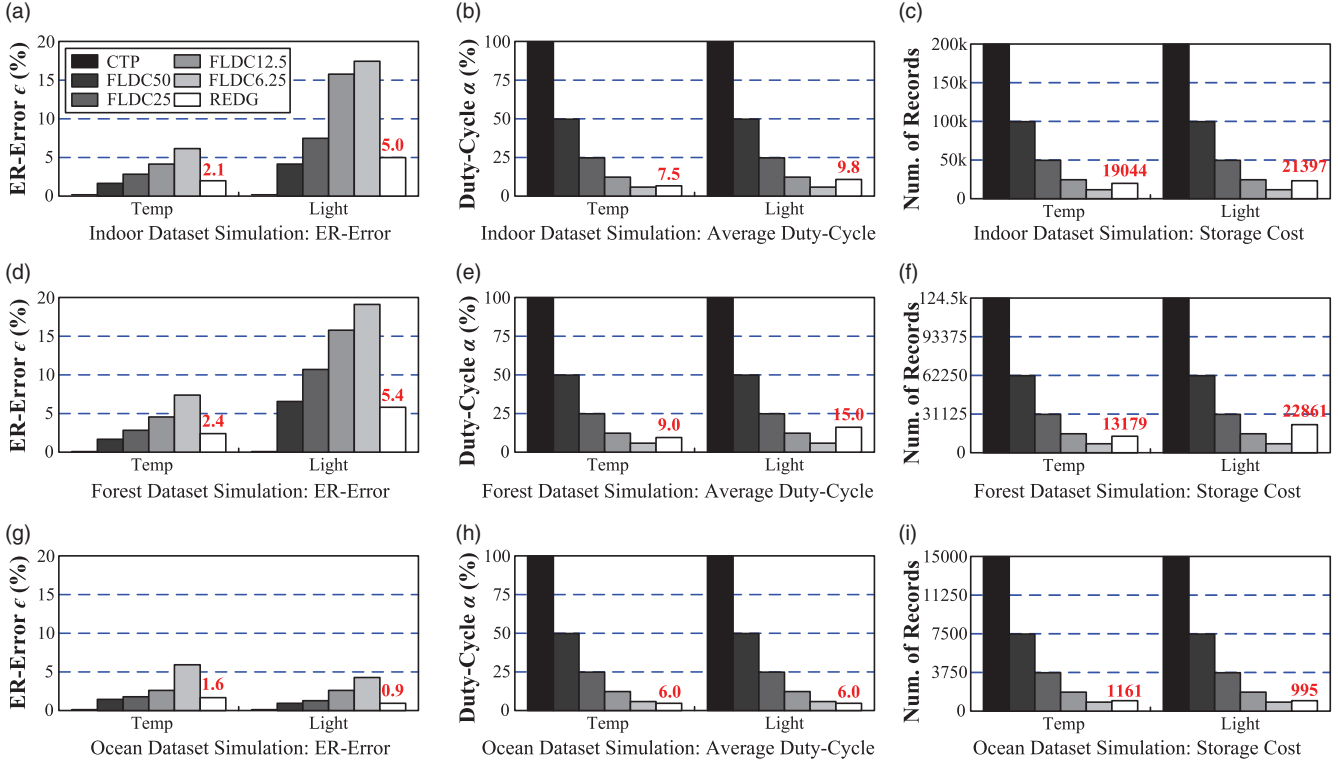 (a)
20
15
10
5
0
ER-Error ϵ (%)
CTP
FLDC50
FLDC25
FLDC12.5
FLDC6.25
REDG
2.1
5.0
Temp
Light
Indoor Dataset Simulation: ER-Error
(b)
100
75
50
25
0
Duty-Cycle α (%)
7.5
9.8
Temp
Light
Indoor Dataset Simulation: Average Duty-Cycle
(c)
200k
150k
100k
50k
0
Num. of Records
19044
21397
Temp
Light
Indoor Dataset Simulation: Storage Cost
(d)
20
15
10
5
0
ER-Error ϵ (%)
2.4
5.4
Temp
Light
Forest Dataset Simulation: ER-Error
(e)
100
75
50
25
0
Duty-Cycle α (%)
9.0
15.0
Temp
Light
Forest Dataset Simulation: Average Duty-Cycle
(f)
124.5k
93375
62250
31125
0
Num. of Records
13179
22861
Temp
Light
Forest Dataset Simulation: Storage Cost
(g)
20
15
10
5
0
ER-Error ϵ (%)
1.6
0.9
Temp
Light
Ocean Dataset Simulation: ER-Error
(h)
100
75
50
25
0
Duty-Cycle α (%)
6.0
6.0
Temp
Light
Ocean Dataset Simulation: Average Duty-Cycle
(i)
15000
11250
7500
3750
0
Num. of Records
1161
995
Temp
Light
Ocean Dataset Simulation: Storage Cost